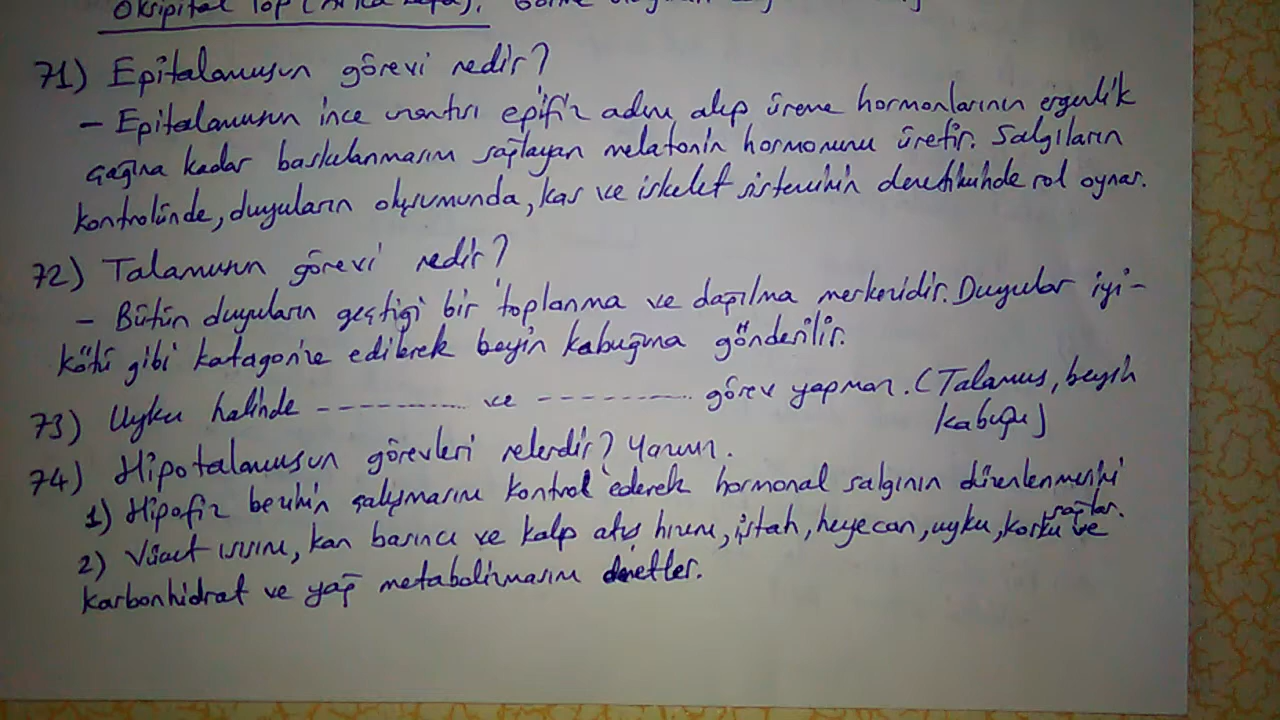 Oksipital lop (
71) Epitalamusun görevi nedir?
- Epitalamusun ince uzantısı epifiz adını alıp üreme hormonlarının ergenlik
çağına kadar baskılanmasını sağlayan melatonin hormonunu üretir. Salgıların
kontrolünde, duyuların oluşumunda, kas ve iskelet sisteminin denetiminde rol oynar.
72) Talamusun görevi nedir?
- Bütün duyuların geçtiği bir toplanma ve dağılma merkezidir. Duyular iyi-
kötü gibi katagorize edilerek beyin kabuğuna gönderilir.
73) Uyku halinde ---------- ve ---------- görev yapmaz. (Talamus, beyin
kabuğu)
74) Hipotalamusun görevleri nelerdir? Yazınız.
1) Hipofiz bezinin çalışmasını kontrol ederek hormonal salgının düzenlenmesini
sağlar.
2) Vücut ısısını, kan basıncı ve kalp atış hızını, iştah, heyecan, uyku, korku ve
karbonhidrat ve yağ metabolizmasını denetler.